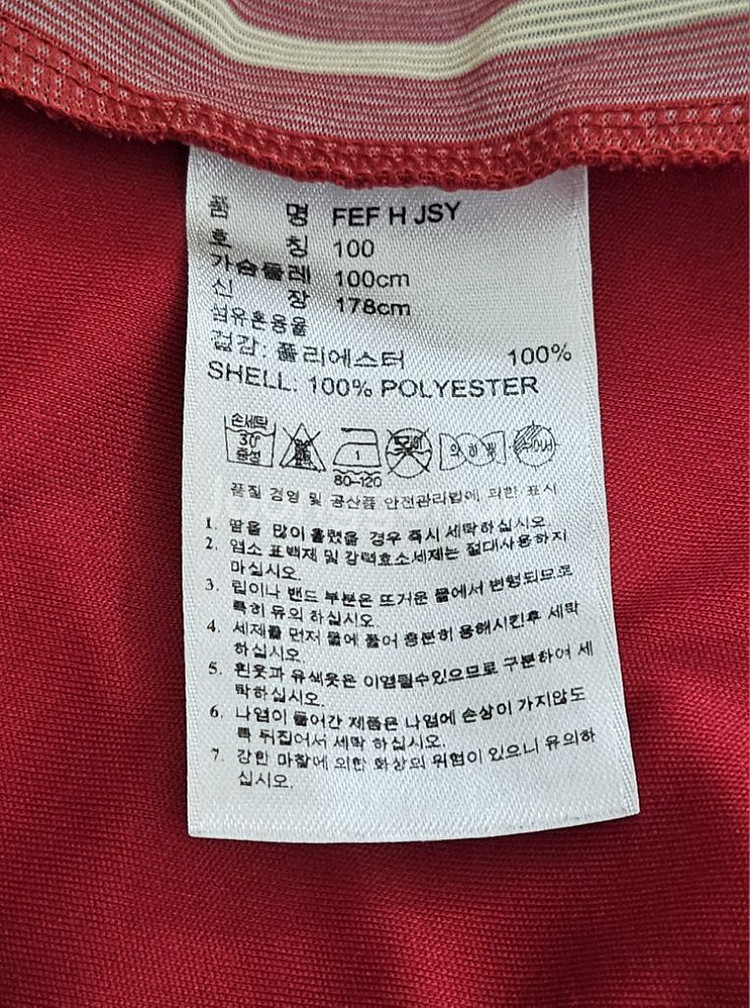 품 명 FEF H JSY
호 칭 100
가슴둘레 100cm
신 장 178cm
섬유혼용율
겉감: 폴리에스터 100%
SHELL: 100% POLYESTER
손세탁
30°
중성
1
80-120
품질 경영 및 공산품 안전관리법에 의한 표시
1. 땀을 많이 흘렸을 경우 즉시 세탁하십시오.
2. 염소 표백제 및 강력효소세제는 절대사용하지
마십시오.
3. 립이나 밴드 부분은 뜨거운 물에서 변형되므로
특히 유의 하십시오.
4. 세제를 먼저 물에 풀어 충분히 용해시킨후 세탁
하십시오.
5. 흰옷과 유색옷은 이염될수있으므로 구분하여 세
탁하십시오.
6. 나염이 들어간 제품은 나염에 손상이 가지않도
록 뒤집어서 세탁 하십시오.
7. 강한 마찰에 의한 화상의 위험이 있으니 유의하
십시오.